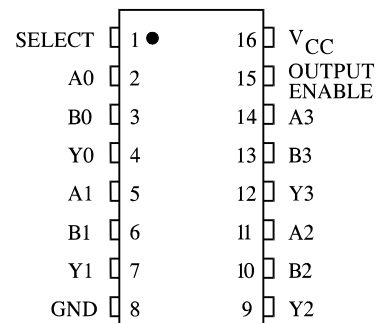 SELECT 1 16 VCC
A0 2 15 OUTPUT ENABLE
B0 3 14 A3
Y0 4 13 B3
A1 5 12 Y3
B1 6 11 A2
Y1 7 10 B2
GND 8 9 Y2